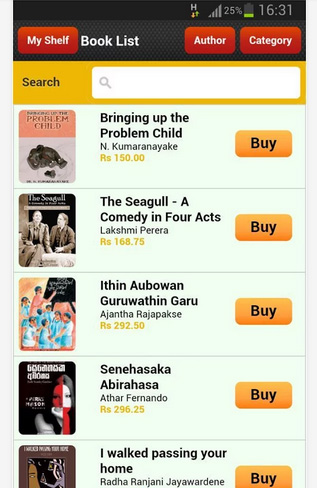 H 25% 16:31
My Shelf Book List Author Category
Search
BRINGING UP THE
PROBLEM
CHILD
Bringing up the
Problem Child
N. Kumaranayake
Rs 150.00
Buy
The Seagull
The Seagull - A
Comedy in Four Acts
Lakshmi Perera
Rs 168.75
Buy
Ithin Aubowan
Guruwathin Garu
Ajantha Rajapakse
Rs 292.50
Buy
Senehasaka
Abirahasa
Athar Fernando
Rs 296.25
Buy
I WALKED PASSING YOUR
HOME
I walked passing your
home
Radha Ranjani Jayawardene
Buy